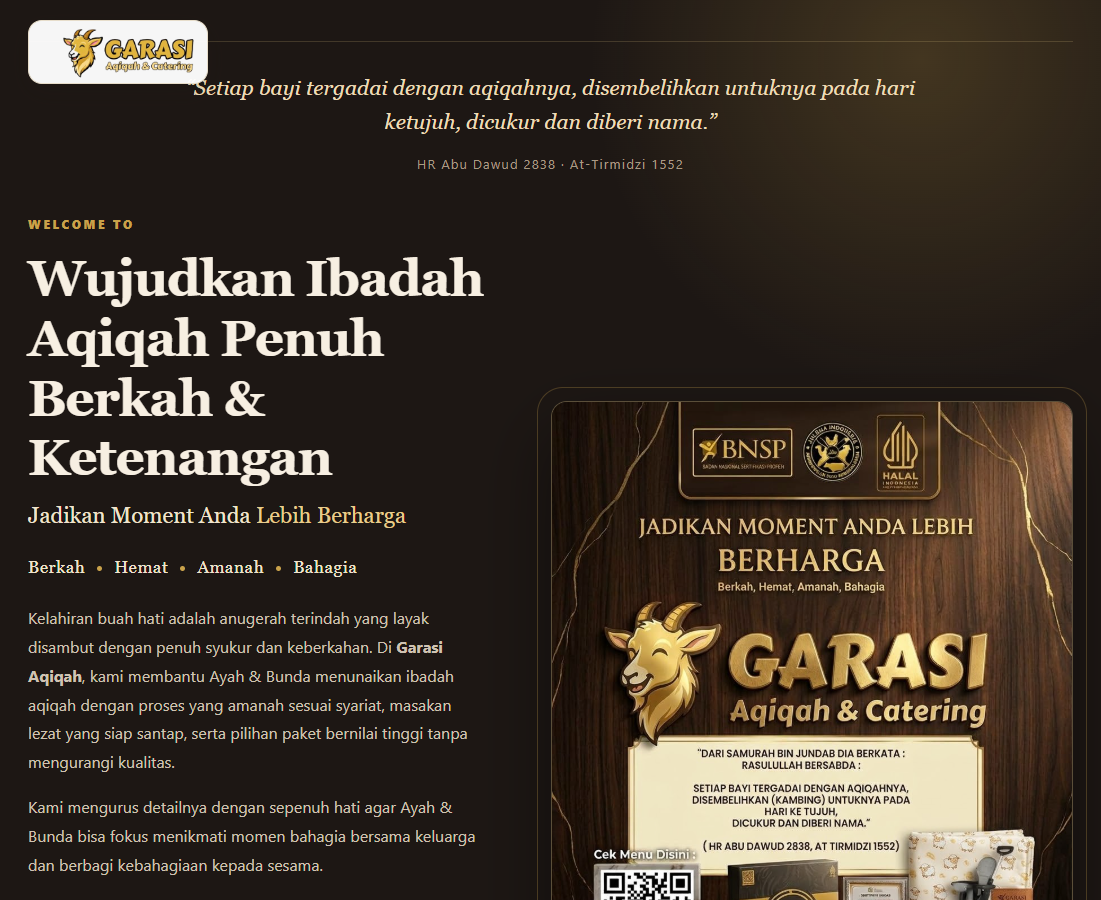 GARASI
Aqiqah & Catering
“Setiap bayi tergadai dengan aqiqahnya, disembelihkan untuknya pada hari
ketujuh, dicukur dan diberi nama.”
HR Abu Dawud 2838 · At-Tirmidzi 1552
WELCOME TO
Wujudkan Ibadah
Aqiqah Penuh
Berkah &
Ketenangan
Jadikan Moment Anda Lebih Berharga
Berkah • Hemat • Amanah • Bahagia
Kelahiran buah hati adalah anugerah terindah yang layak
disambut dengan penuh syukur dan keberkahan. Di Garasi
Aqiqah, kami membantu Ayah & Bunda menunaikan ibadah
aqiqah dengan proses yang amanah sesuai syariat, masakan
lezat yang siap santap, serta pilihan paket bernilai tinggi tanpa
mengurangi kualitas.
Kami mengurus detailnya dengan sepenuh hati agar Ayah &
Bunda bisa fokus menikmati momen bahagia bersama keluarga
dan berbagi kebahagiaan kepada sesama.
BNSP
BADAN NASIONAL SERTIFIKASI PROFESI
HALAL
INDONESIA
JADIKAN MOMENT ANDA LEBIH
BERHARGA
Berkah, Hemat, Amanah, Bahagia
GARASI
Aqiqah & Catering
"DARI SAMURAH BIN JUNDAB DIA BERKATA :
RASULULLAH BERSABDA :
SETIAP BAYI TERGADAI DENGAN AQIQAHNYA,
DISEMBELIHKAN (KAMBING) UNTUKNYA PADA
HARI KE TUJUH,
DICUKUR DAN DIBERI NAMA."
( HR ABU DAWUD 2838, AT TIRMIDZI 1552)
Cek Menu Disini :